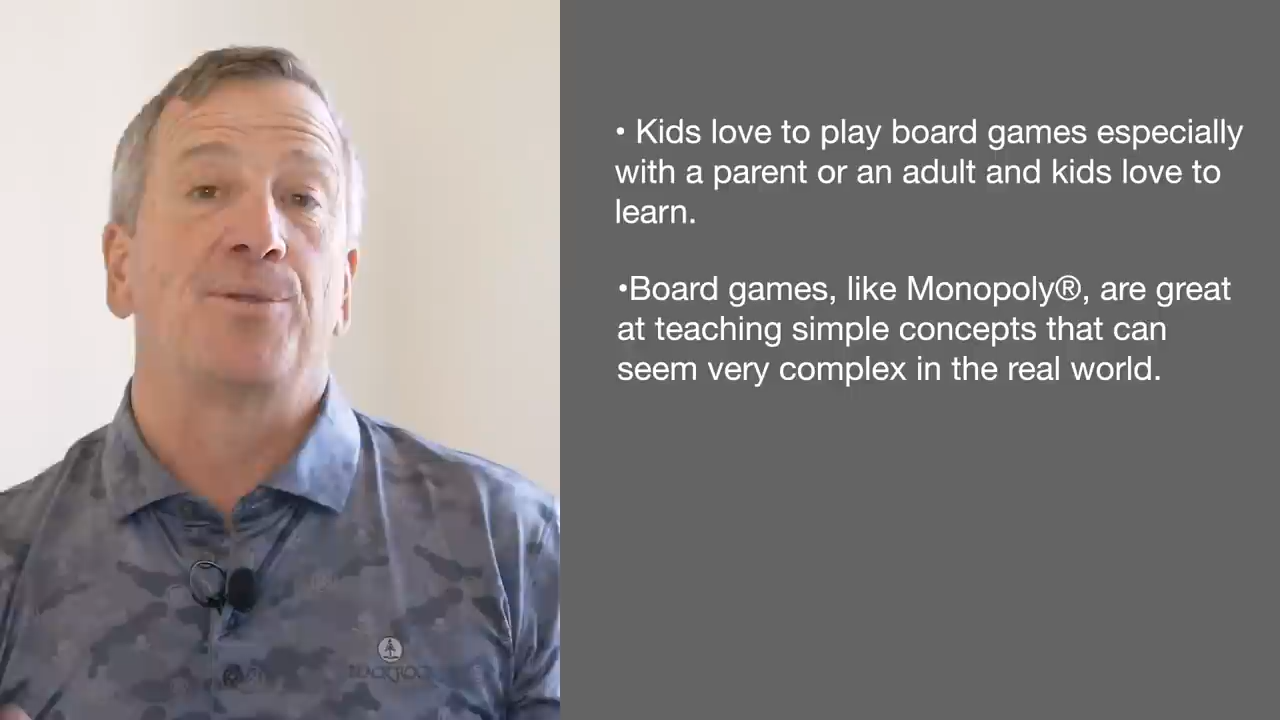 • Kids love to play board games especially
with a parent or an adult and kids love to
learn.
•Board games, like Monopoly®, are great
at teaching simple concepts that can
seem very complex in the real world.